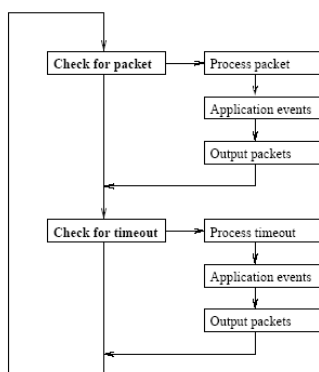 Check for packet
Process packet
Application events
Output packets
Check for timeout
Process timeout
Application events
Output packets